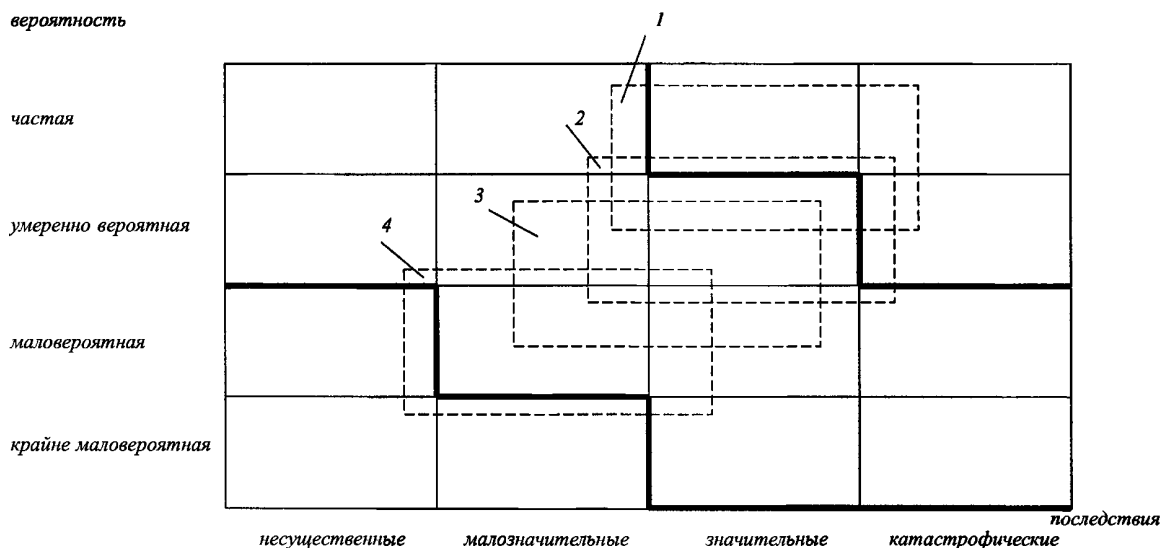 вероятность
1
частая
2
умеренно вероятная
3
4
маловероятная
крайне маловероятная
последствия
несущественные малозначительные значительные катастрофические